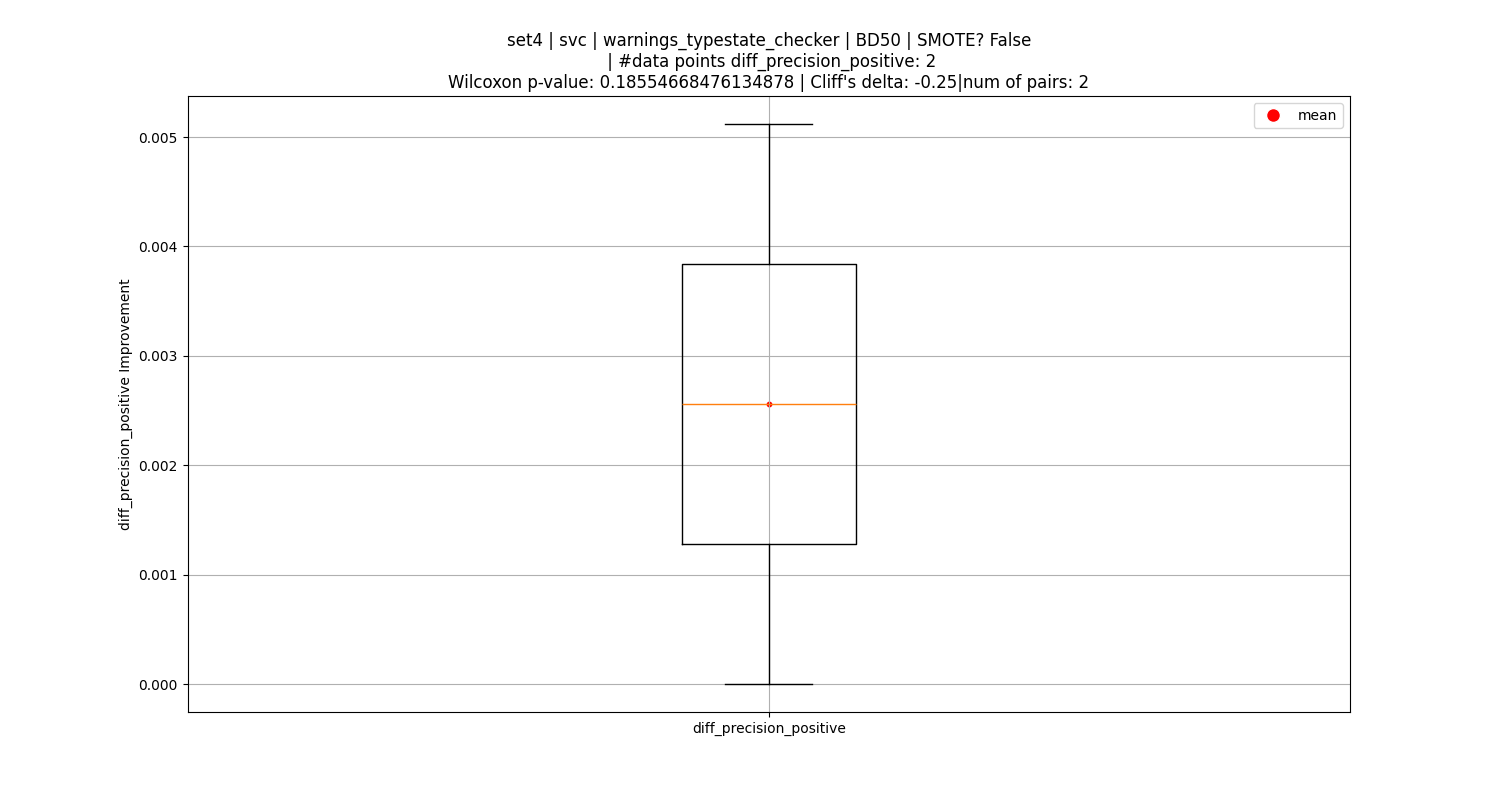 set4 | svc | warnings_typestate_checker | BD50 | SMOTE? False
| #data points diff_precision_positive: 2
Wilcoxon p-value: 0.18554668476134878 | Cliff's delta: -0.25|num of pairs: 2
mean
0.005
0.004
0.003
0.002
0.001
0.000
diff_precision_positive Improvement
diff_precision_positive